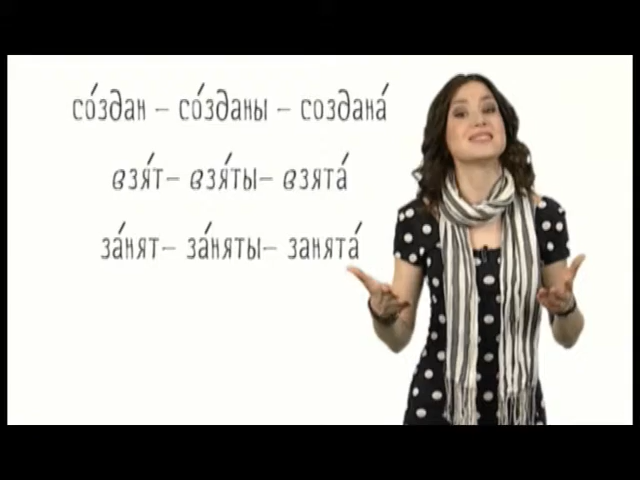 со́здан – со́зданы – создана́
взя́т– взя́ты– взята́
за́нят– за́няты– занята́